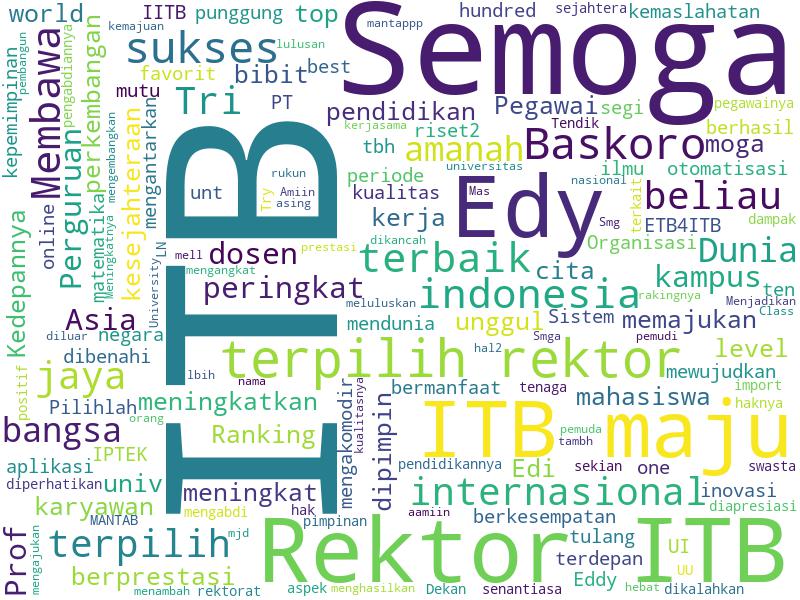 world
IITB
punggung
top
Semoga
hundred
sejahtera
kemaslahatan
mantappp
kemajuan
lulusan
sukses
favorit
bibit
best
mutu
Tri
PT
pendidikan
Pegawai
segi
pegawainya
kepemimpinan
pembangun
Membawa
pengabdiannya
perkembangan
mengembangkan
mengantarkan
kerjasama
riset2
Tendik
berhasil
tbh
amanah
Baskoro
moga
universitas
ilmu
otomatisasi
Perguruan
matematika
Meningkatnya
kesejahteraan
ITB
rukun
unt
Try
Amiin
asing
periode
kualitas
Edy
Mas
nasional
terkait
beliau
kerja
Smg
ETB4ITB
dampak
Kedepannya
online
University
LN
mell
dosen
prestasi
dikancah
Organisasi
Dunia
mengangkat
terbaik
cita
kampus
ten
peringkat
meluluskan
indonesia
rakingnya
Menjadikan
Class
Asia
negara
mendunia
unggul
Sistem
memajukan
diluar
dibenahi
Smga
pemudi
level
terpilih rektor
hal2
mewujudkan
jaya
lbih
nama
positif
Pilihlah
meningkatkan
bermanfaat
tenaga
mahasiswa
import
haknya
orang
bangsa
Ranking
mengakomodir
kualitasnya
dipimpin
ITB maju
pemuda
tambh
IPTEK
aplikasi
pendidikannya
Edi
sekian
one
swasta
diperhatikan
univ
meningkat
internasional
inovasi
karyawan
mengabdi
hak
aamiin
berkesempatan
diapresiasi
MANTAB
pimpinan
Prof
mengajukan
terpilih
mjd
Rektor ITB
tulang
UI
terdepan
UU
berprestasi
Eddy
menambah
rektorat
aspek
menghasilkan
Dekan
senantiasa
hebat
dikalahkan